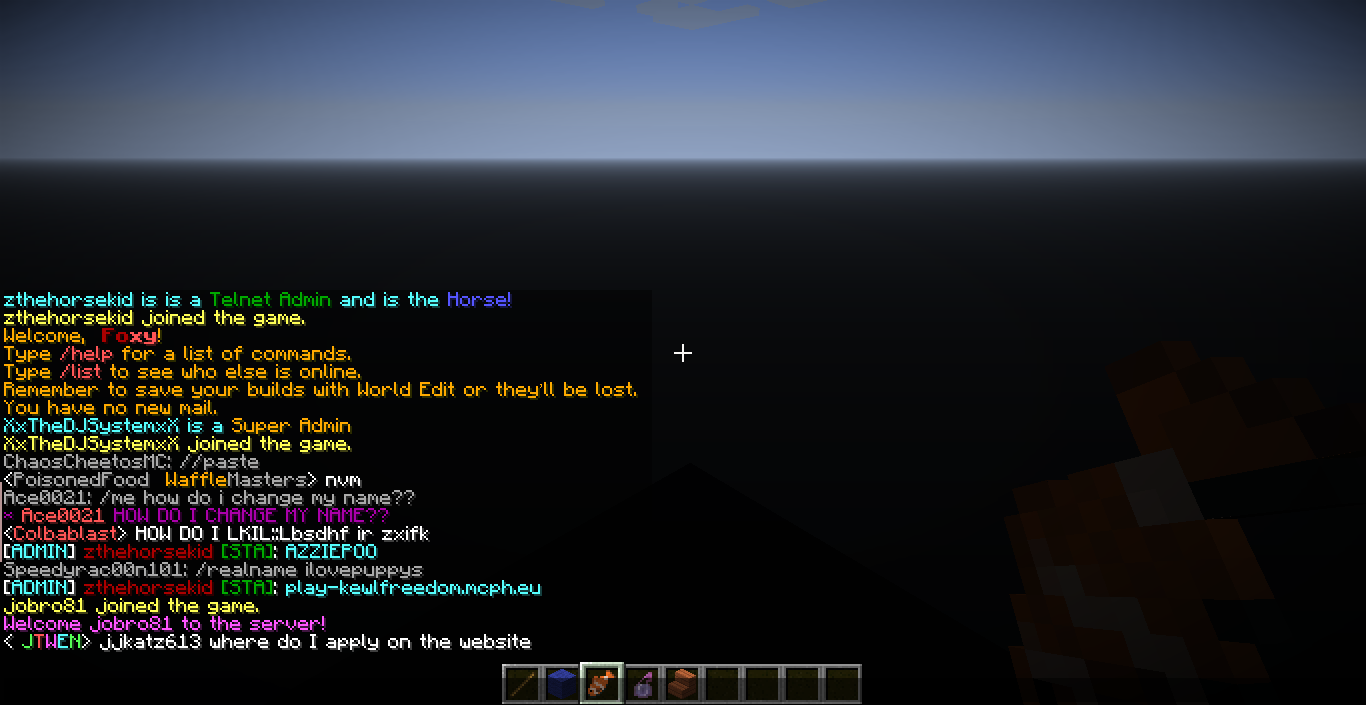 zthehorsekid is is a Telnet Admin and is the Horse!
zthehorsekid joined the game.
Welcome, Foxy!
Type /help for a list of commands.
Type /list to see who else is online.
Remember to save your builds with World Edit or they'll be lost.
You have no new mail.
XxTheDJSystemxX is a Super Admin
XxTheDJSystemxX joined the game.
ChaosCheetosMC: //paste
<PoisonedFood WaffleMasters> nvm
Ace0021: /me how do i change my name??
* Ace0021 HOW DO I CHANGE MY NAME??
<Colbablast> HOW DO I LKIL::Lbsdhf ir zxifk
[ADMIN] zthehorsekid [STA]: AZZIEPOO
Speedyrac00n101: /realname ilovepuppys
[ADMIN] zthehorsekid [STA]: play-kewlfreedom.mcph.eu
jobro81 joined the game.
Welcome jobro81 to the server!
< JTWEN> jjkatz613 where do I apply on the website